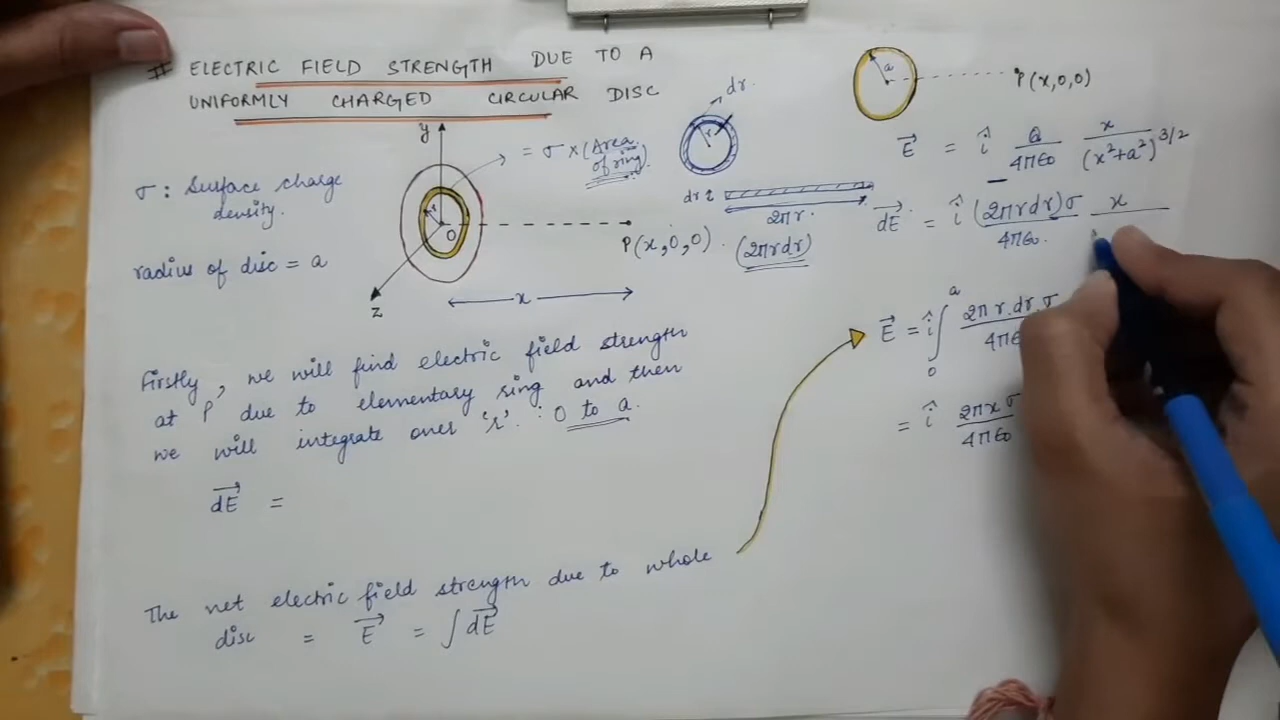 # ELECTRIC FIELD STRENGTH DUE TO A
UNIFORMLY CHARGED CIRCULAR DISC
σ : Surface charge
density.
radius of disc = a
y
r
O
z
x
P(x,0,0).
= σ × (Area
of ring).
dr.
r
dr
2πr.
(2πrdr)
a
P(x,0,0)
E⃗ = î Q/4πε₀ x/(x²+a²)^3/2
dE⃗ = î (2πrdr)σ/4πε₀. x
Firstly, we will find electric field strength
at P due to elementary ring and then
we will integrate over 'r'. : 0 to a.
dE⃗ =
The net electric field strength due to whole
disc = E⃗ = ∫dE⃗
E⃗ = î ∫₀ᵃ 2πr.dr.σ/4πε₀
= î 2πxσ/4πε₀